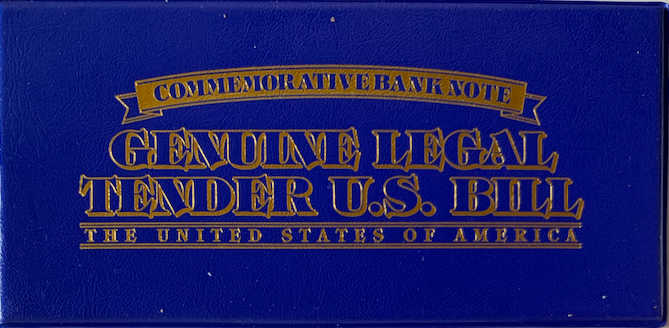 COMMEMORATIVE BANK NOTE
GENUINE LEGAL
TENDER U.S. BILL
THE UNITED STATES OF AMERICA